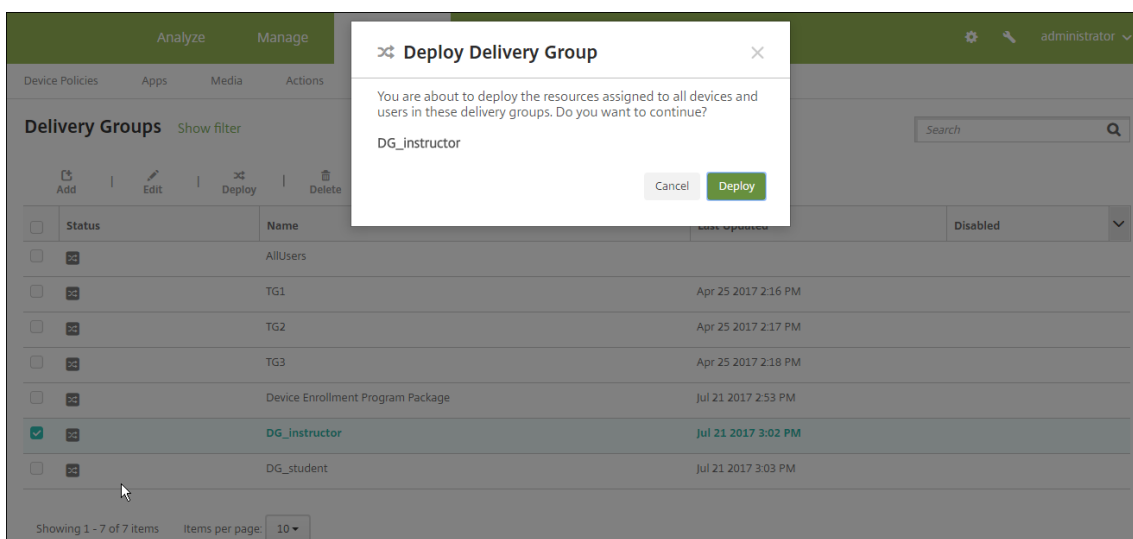 Analyze Manage
administrator
Deploy Delivery Group
Device Policies Apps Media Actions
You are about to deploy the resources assigned to all devices and
users in these delivery groups. Do you want to continue?
DG_instructor
Cancel Deploy
Delivery Groups Show filter
Search
Add | Edit | Deploy | Delete
Status Name Last Updated Disabled
AllUsers
TG1 Apr 25 2017 2:16 PM
TG2 Apr 25 2017 2:17 PM
TG3 Apr 25 2017 2:18 PM
Device Enrollment Program Package Jul 21 2017 2:53 PM
DG_instructor Jul 21 2017 3:02 PM
DG_student Jul 21 2017 3:03 PM
Showing 1 - 7 of 7 items Items per page: 10